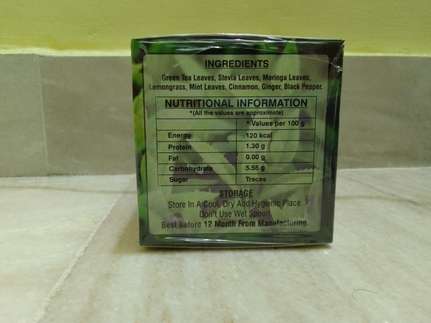 INGREDIENTS
Green Tea Leaves, Stevia Leaves, Moringa Leaves,
Lemongrass, Mint Leaves, Cinnamon, Ginger, Black Pepper.
NUTRITIONAL INFORMATION
*(All the values are approximate)
* Values per 100 g
Energy 120 kcal
Protein 1.30 g
Fat 0.00 g
Carbohydrate 5.55 g
Sugar Traces
STORAGE
Store In A Cool, Dry And Hygienic Place.
Don't Use Wet Spoon.
Best Before 12 Month From Manufacturing